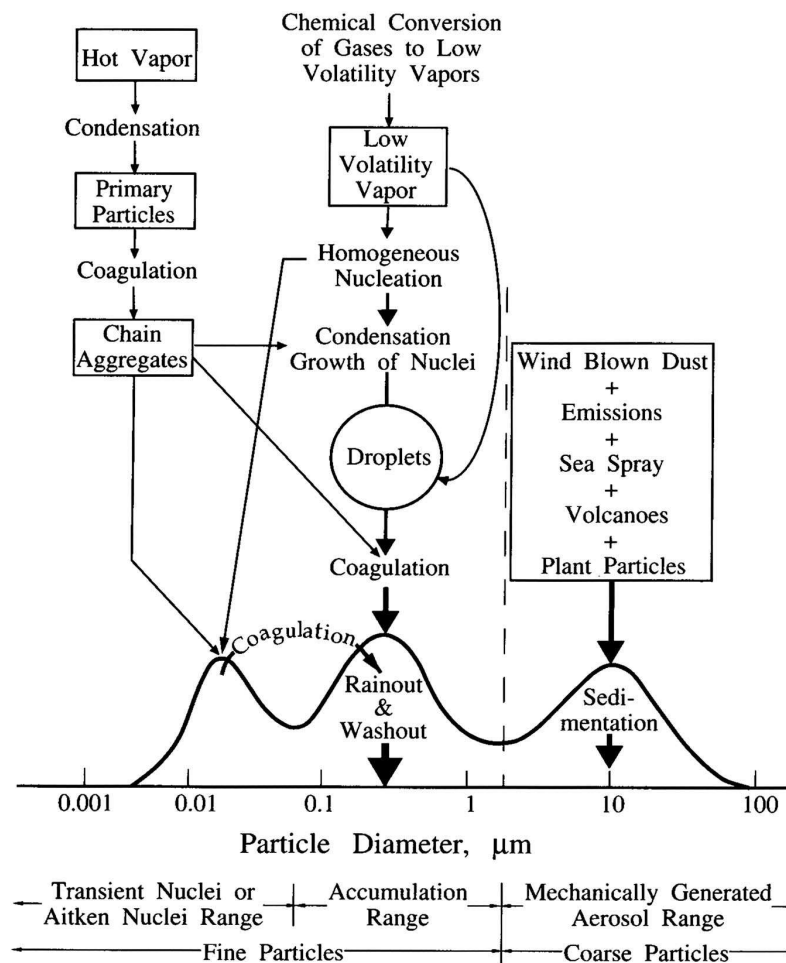 Hot Vapor
Condensation
Primary
Particles
Coagulation
Chain
Aggregates
Chemical Conversion
of Gases to Low
Volatility Vapors
Low
Volatility
Vapor
Homogeneous
Nucleation
Condensation
Growth of Nuclei
Droplets
Coagulation
Wind Blown Dust
+
Emissions
+
Sea Spray
+
Volcanoes
+
Plant Particles
Coagulation
Rainout
&
Washout
Sedi-
mentation
0.001 0.01 0.1 1 10 100
Particle Diameter, μm
Transient Nuclei or
Aitken Nuclei Range
Accumulation
Range
Mechanically Generated
Aerosol Range
Fine Particles
Coarse Particles